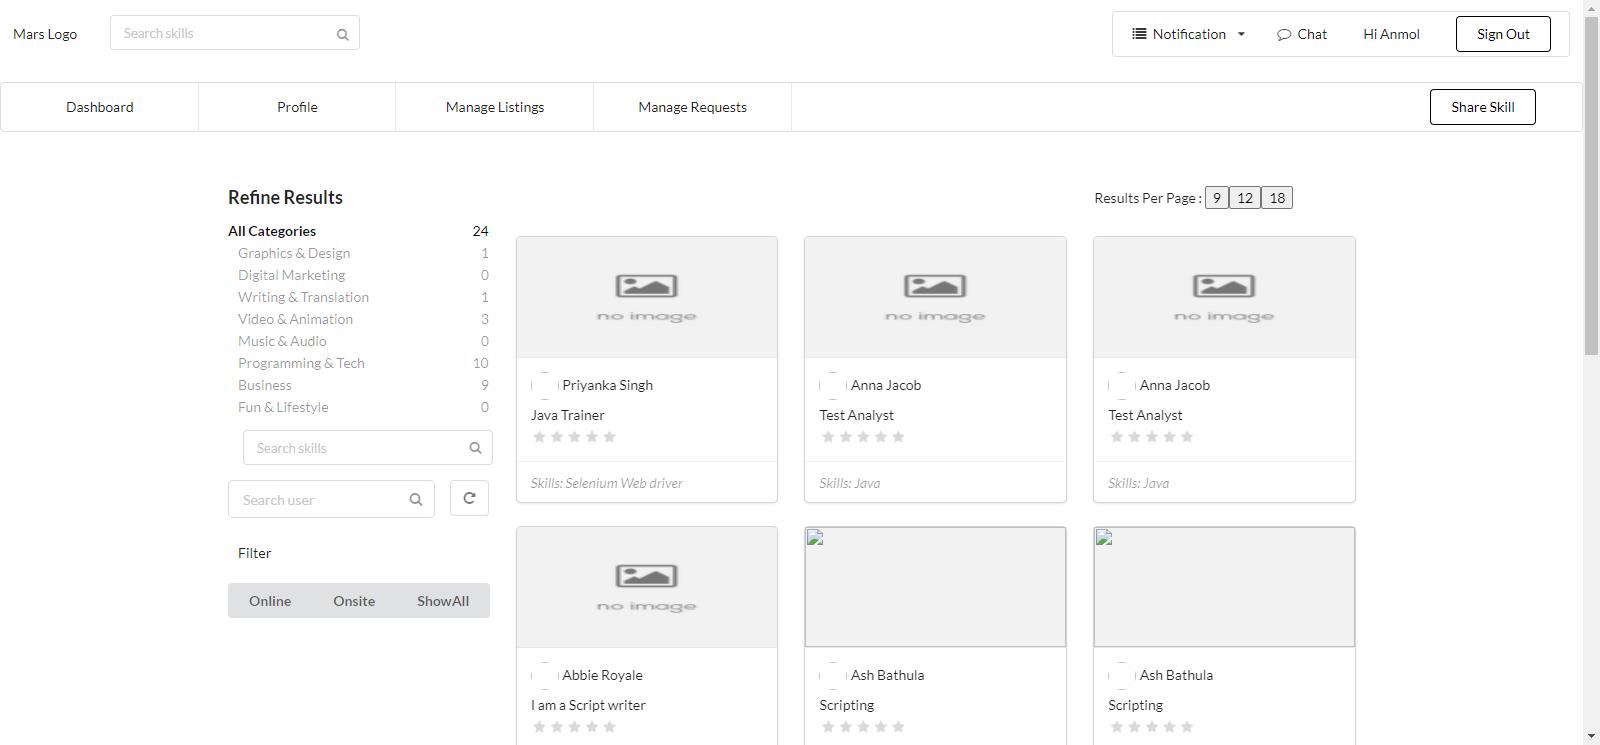 Mars Logo
Search skills
Notification
Chat
Hi Anmol
Sign Out
Dashboard
Profile
Manage Listings
Manage Requests
Share Skill
Refine Results
Results Per Page : 9 12 18
All Categories 24
Graphics & Design 1
Digital Marketing 0
Writing & Translation 1
Video & Animation 3
Music & Audio 0
Programming & Tech 10
Business 9
Fun & Lifestyle 0
Search skills
Search user
Filter
Online Onsite ShowAll
no image
Priyanka Singh
Java Trainer
Skills: Selenium Web driver
no image
Anna Jacob
Test Analyst
Skills: Java
no image
Anna Jacob
Test Analyst
Skills: Java
no image
Abbie Royale
I am a Script writer
Ash Bathula
Scripting
Ash Bathula
Scripting